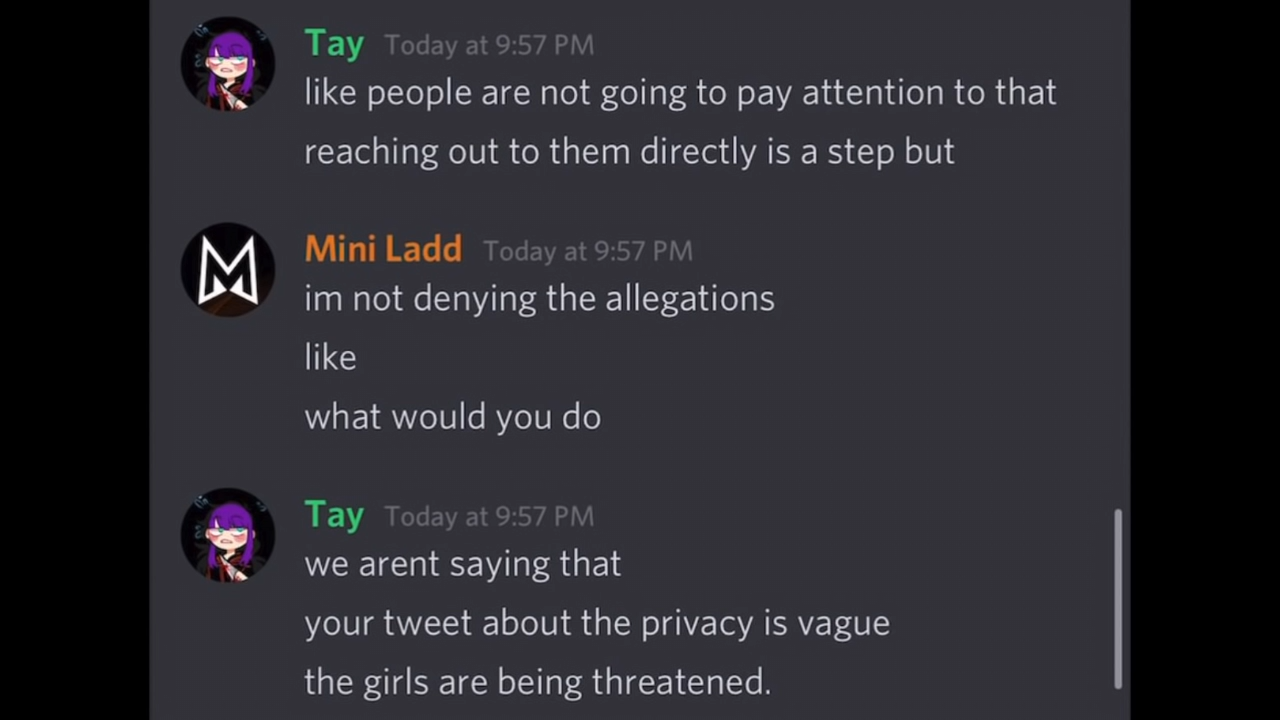 Tay Today at 9:57 PM
like people are not going to pay attention to that
reaching out to them directly is a step but
Mini Ladd Today at 9:57 PM
im not denying the allegations
like
what would you do
Tay Today at 9:57 PM
we arent saying that
your tweet about the privacy is vague
the girls are being threatened.